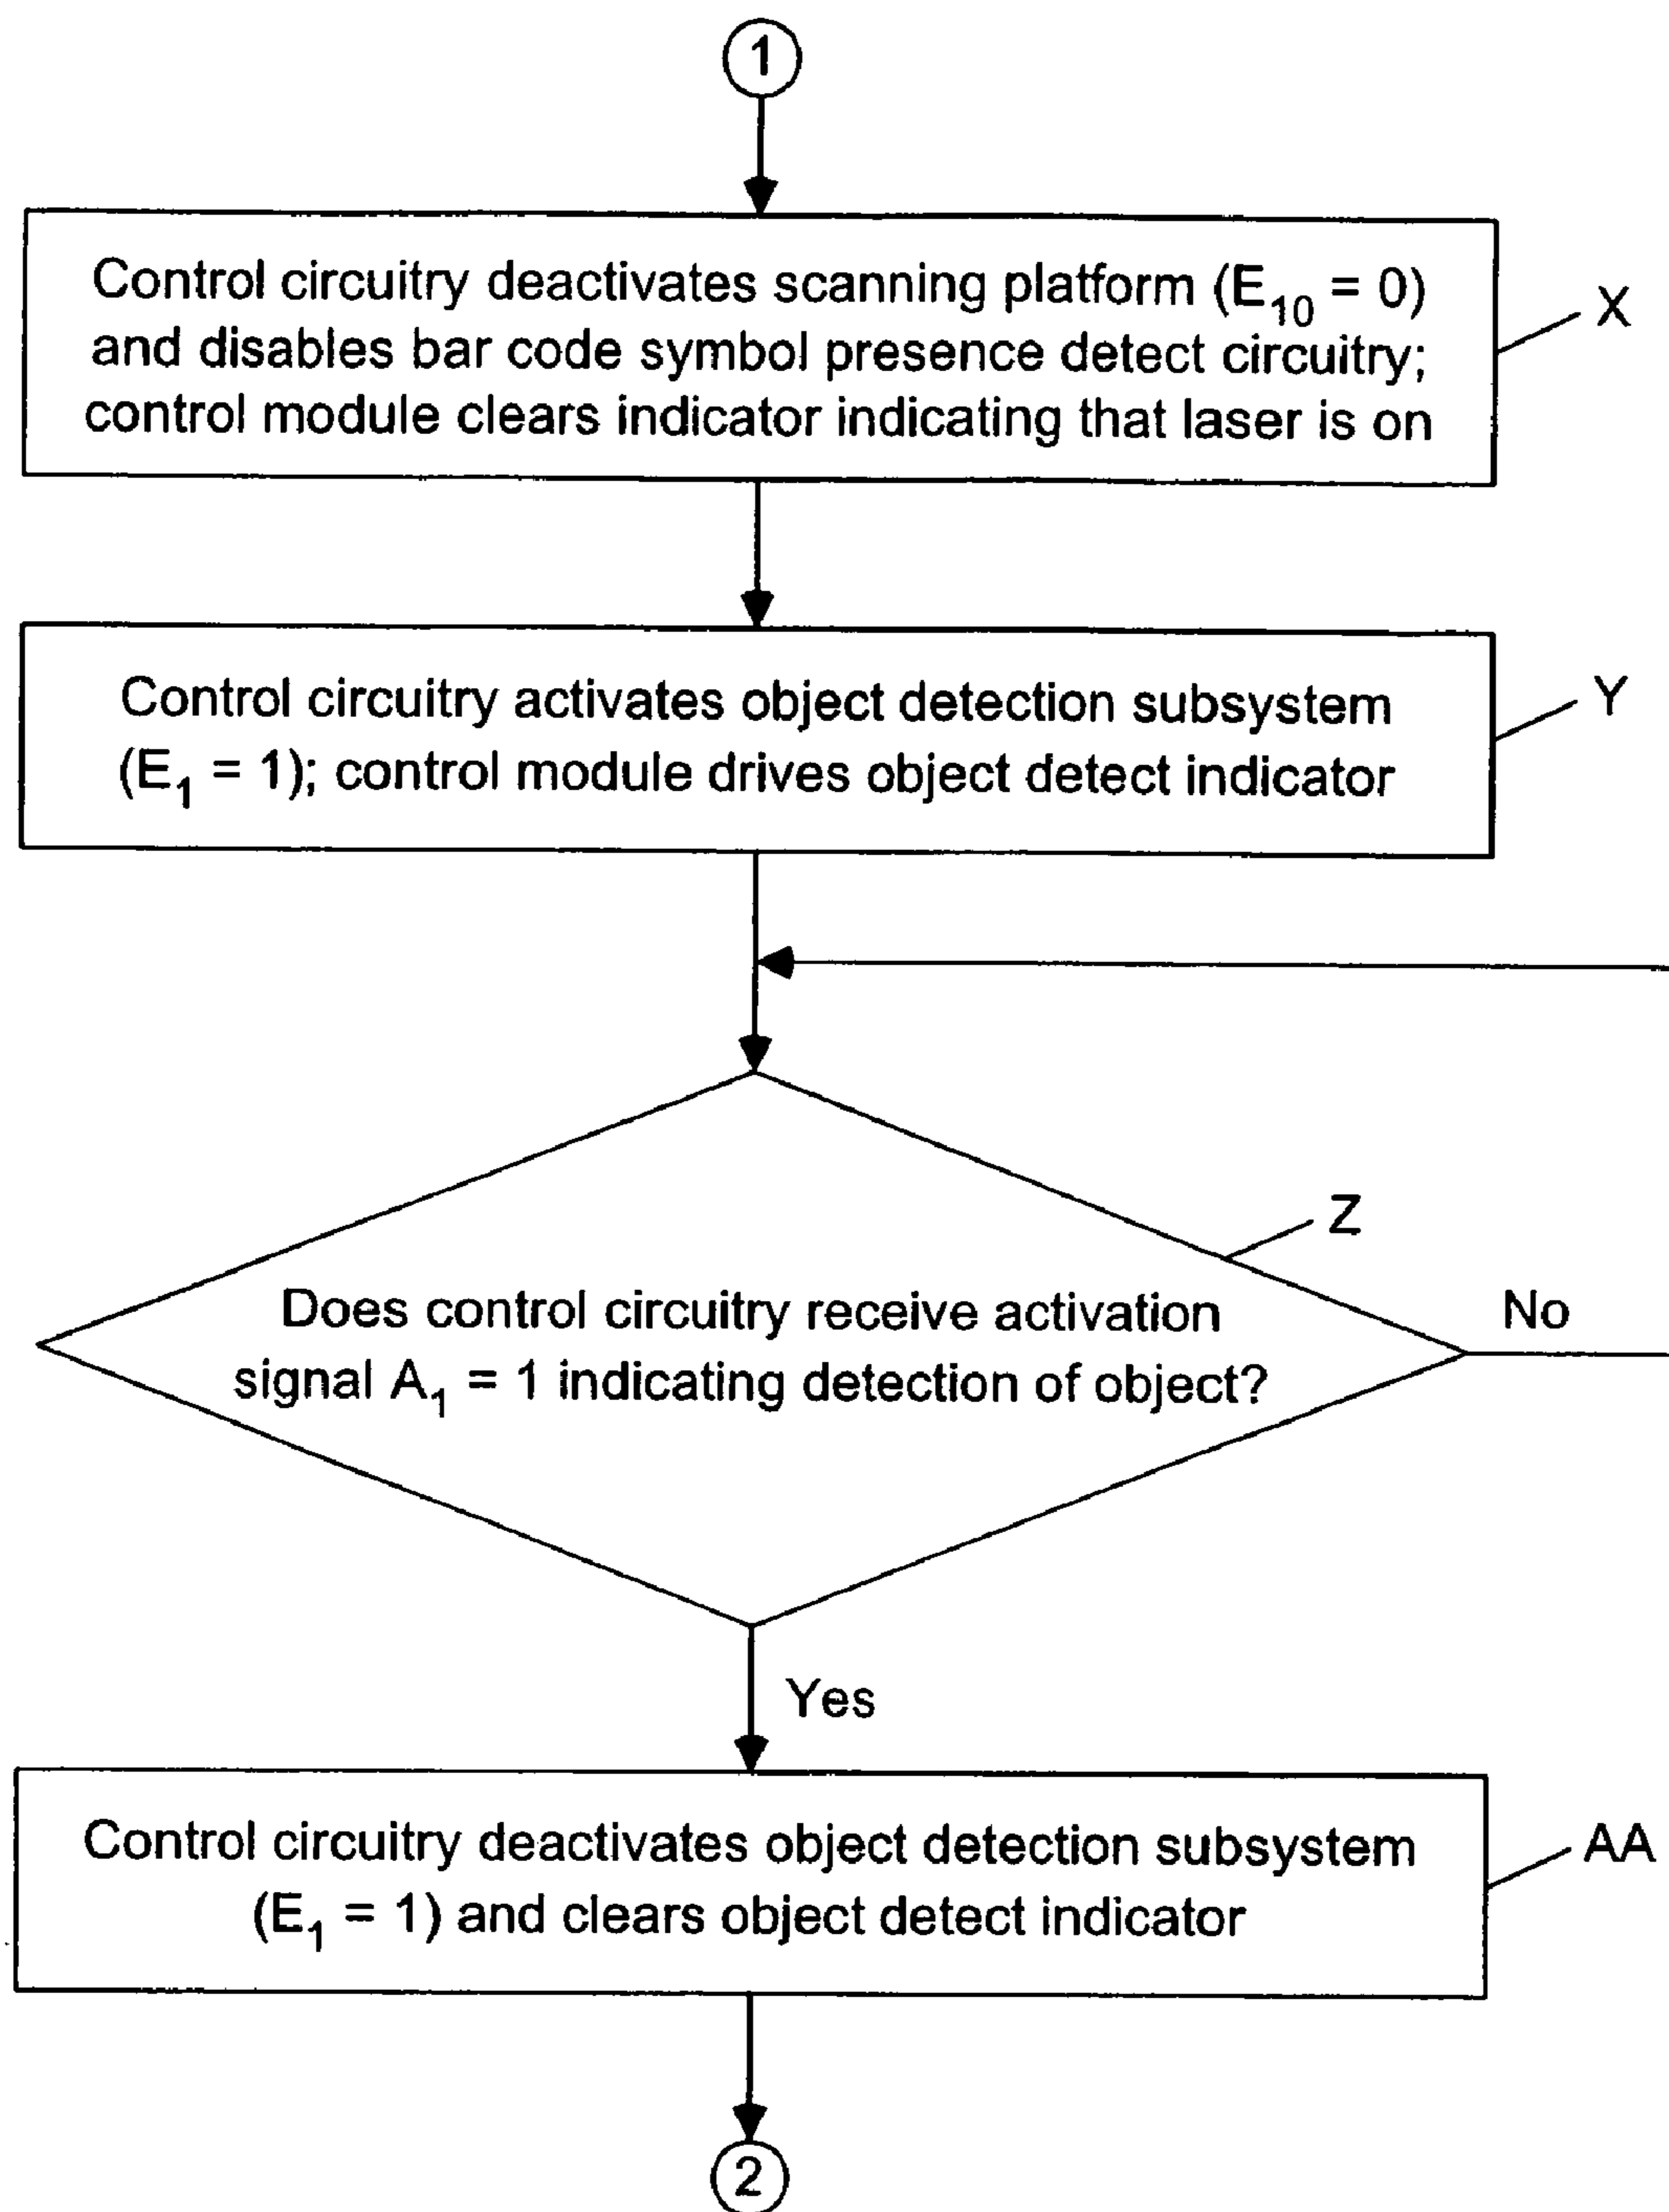 1
Control circuitry deactivates scanning platform (E₁₀ = 0)
and disables bar code symbol presence detect circuitry;
control module clears indicator indicating that laser is on
X
Control circuitry activates object detection subsystem
(E₁ = 1); control module drives object detect indicator
Y
Z
Does control circuitry receive activation
signal A₁ = 1 indicating detection of object?
No
Yes
Control circuitry deactivates object detection subsystem
(E₁ = 1) and clears object detect indicator
AA
2